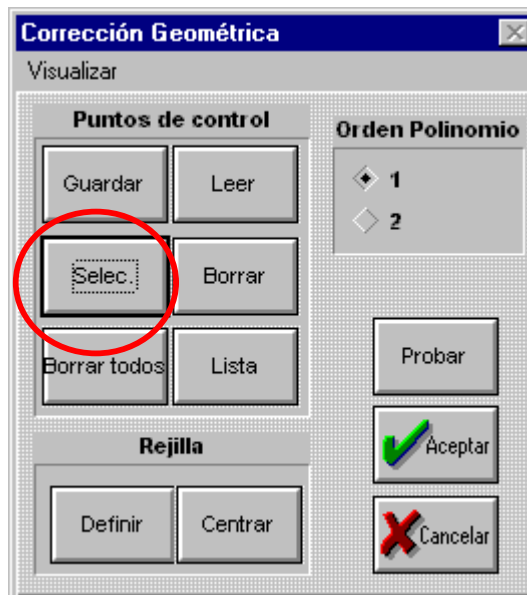 Corrección Geométrica
Visualizar
Puntos de control
Guardar
Leer
Selec.
Borrar
Borrar todos
Lista
Orden Polinomio
1
2
Probar
Rejilla
Definir
Centrar
Aceptar
Cancelar